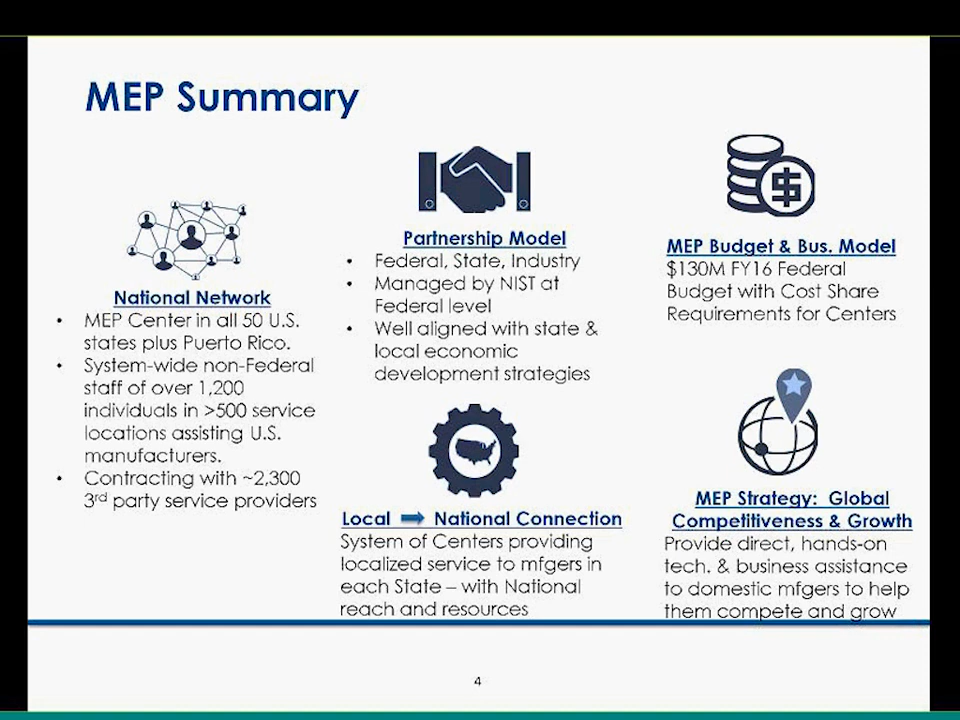 MEP Summary
National Network
• MEP Center in all 50 U.S.
states plus Puerto Rico.
• System-wide non-Federal
staff of over 1,200
individuals in >500 service
locations assisting U.S.
manufacturers.
• Contracting with ~2,300
3rd party service providers
Partnership Model
• Federal, State, Industry
• Managed by NIST at
Federal level
• Well aligned with state &
local economic
development strategies
Local ➡ National Connection
System of Centers providing
localized service to mfgers in
each State – with National
reach and resources
MEP Budget & Bus. Model
$130M FY16 Federal
Budget with Cost Share
Requirements for Centers
MEP Strategy: Global
Competitiveness & Growth
Provide direct, hands-on
tech. & business assistance
to domestic mfgers to help
them compete and grow
4